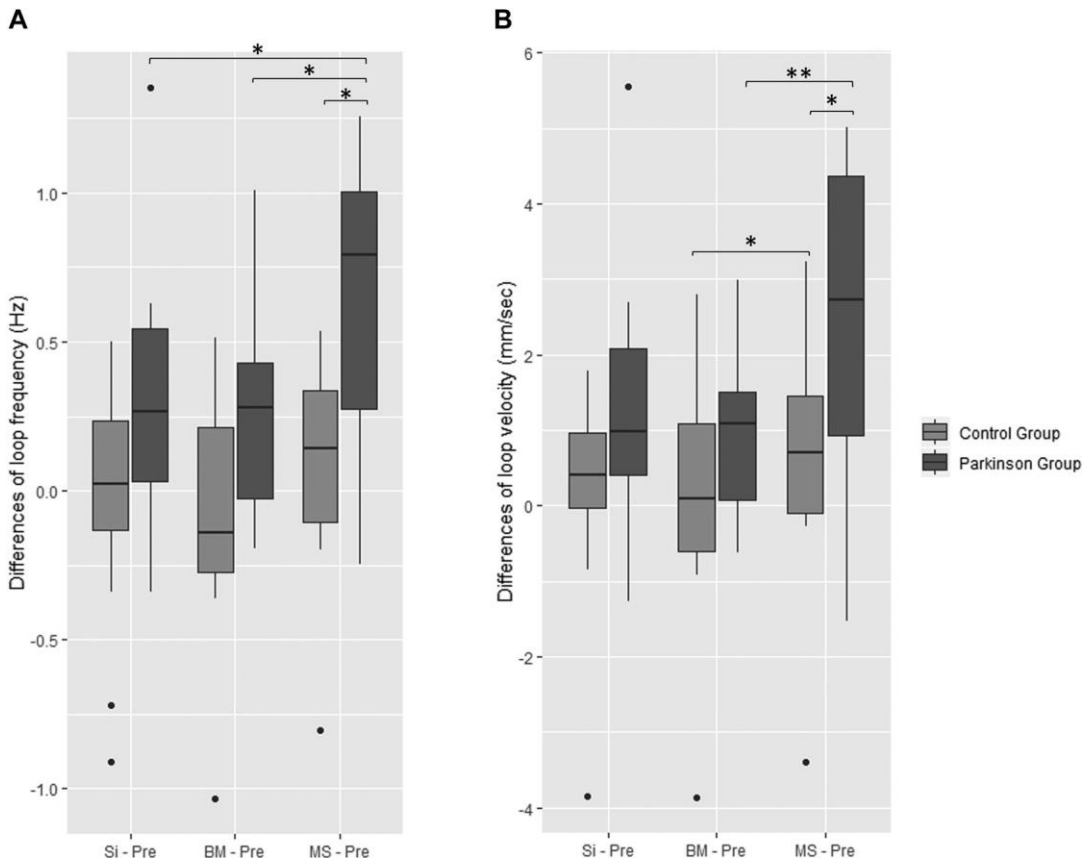 A
Differences of loop frequency (Hz)
1.0
0.5
0.0
-0.5
-1.0
*
*
*
Si - Pre
BM - Pre
MS - Pre
B
Differences of loop velocity (mm/sec)
6
4
2
0
-2
-4
**
*
*
Si - Pre
BM - Pre
MS - Pre
Control Group
Parkinson Group